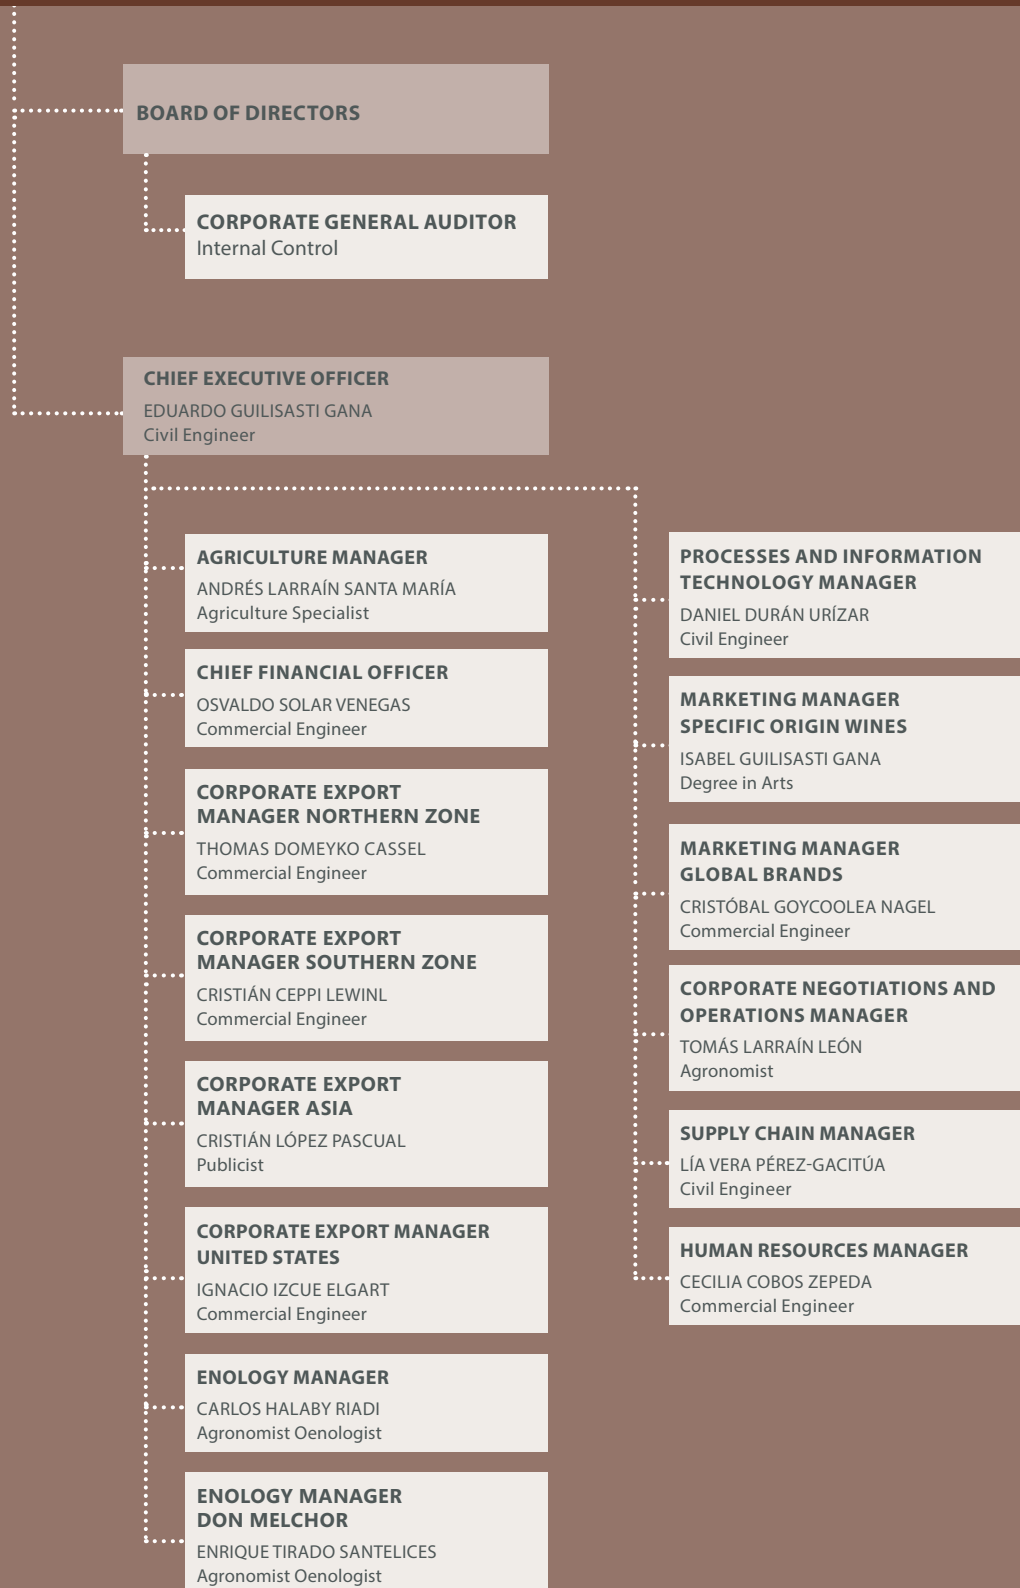 BOARD OF DIRECTORS
CORPORATE GENERAL AUDITOR
Internal Control
CHIEF EXECUTIVE OFFICER
EDUARDO GUILISASTI GANA
Civil Engineer
AGRICULTURE MANAGER
ANDRÉS LARRAÍN SANTA MARÍA
Agriculture Specialist
CHIEF FINANCIAL OFFICER
OSVALDO SOLAR VENEGAS
Commercial Engineer
CORPORATE EXPORT
MANAGER NORTHERN ZONE
THOMAS DOMEYKO CASSEL
Commercial Engineer
CORPORATE EXPORT
MANAGER SOUTHERN ZONE
CRISTIÁN CEPPI LEWINL
Commercial Engineer
CORPORATE EXPORT
MANAGER ASIA
CRISTIÁN LÓPEZ PASCUAL
Publicist
CORPORATE EXPORT MANAGER
UNITED STATES
IGNACIO IZCUE ELGART
Commercial Engineer
ENOLOGY MANAGER
CARLOS HALABY RIADI
Agronomist Oenologist
ENOLOGY MANAGER
DON MELCHOR
ENRIQUE TIRADO SANTELICES
Agronomist Oenologist
PROCESSES AND INFORMATION
TECHNOLOGY MANAGER
DANIEL DURÁN URÍZAR
Civil Engineer
MARKETING MANAGER
SPECIFIC ORIGIN WINES
ISABEL GUILISASTI GANA
Degree in Arts
MARKETING MANAGER
GLOBAL BRANDS
CRISTÓBAL GOYCOOLEA NAGEL
Commercial Engineer
CORPORATE NEGOTIATIONS AND
OPERATIONS MANAGER
TOMÁS LARRAÍN LEÓN
Agronomist
SUPPLY CHAIN MANAGER
LÍA VERA PÉREZ-GACITÚA
Civil Engineer
HUMAN RESOURCES MANAGER
CECILIA COBOS ZEPEDA
Commercial Engineer